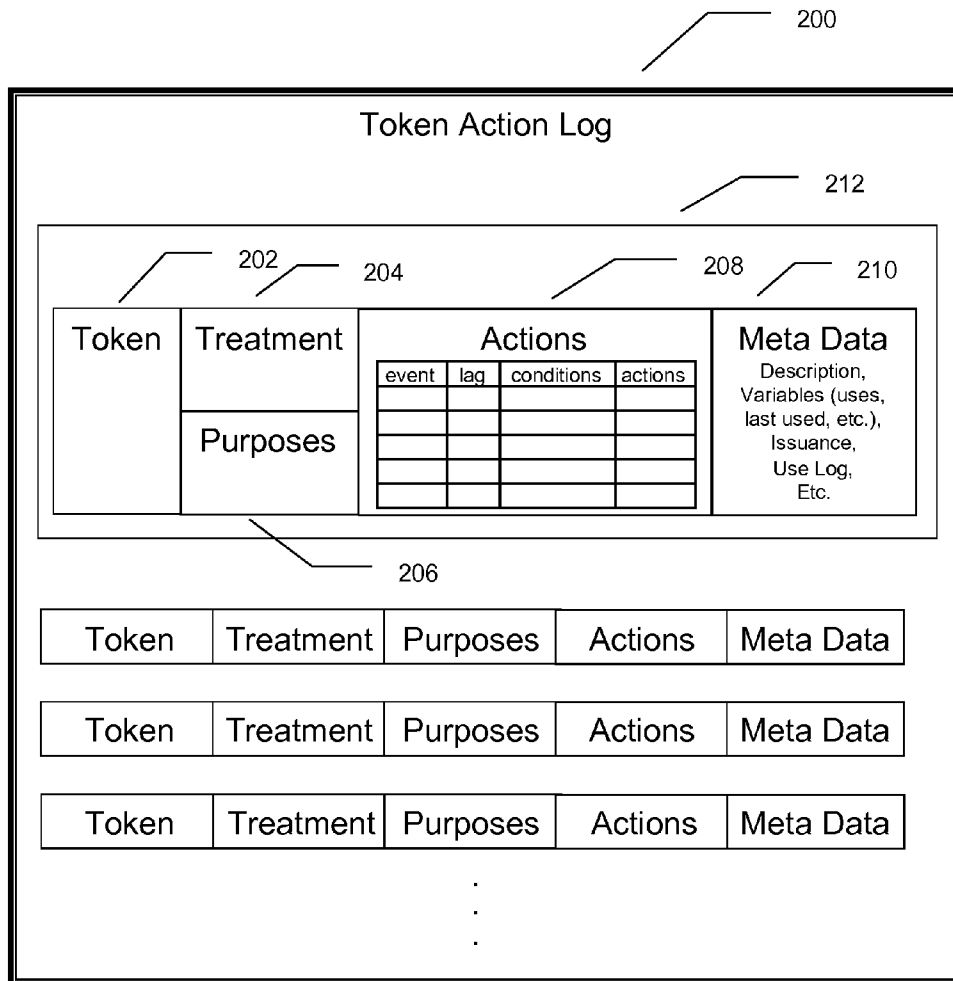 200
Token Action Log
212
202
204
208
210
Token
Treatment
Purposes
Actions
event lag conditions actions
Meta Data
Description,
Variables (uses,
last used, etc.),
Issuance,
Use Log,
Etc.
206
Token Treatment Purposes Actions Meta Data
Token Treatment Purposes Actions Meta Data
Token Treatment Purposes Actions Meta Data
.
.
.